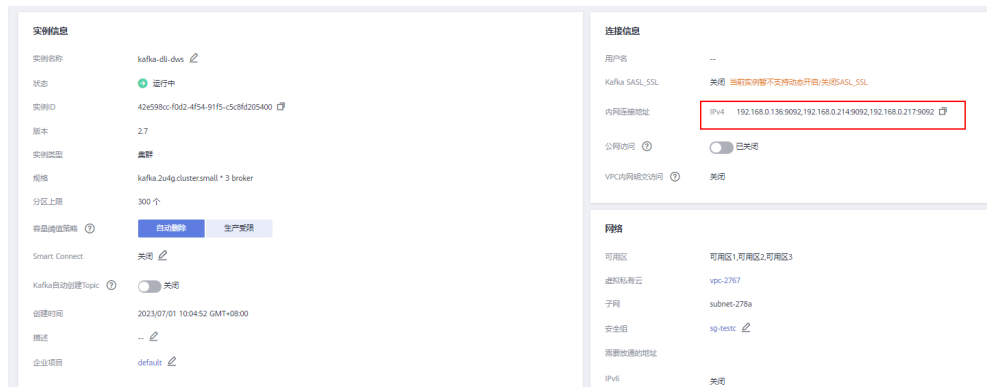 实例信息
实例名称 kafka-dli-dws
状态 运行中
实例ID 42e598cc-f0d2-4f54-91f5-c5c8fd205400
版本 2.7
实例类型 集群
规格 kafka.2u4g.cluster.small * 3 broker
分区上限 300 个
容量阈值策略 自动删除 生产受限
Smart Connect 关闭
Kafka自动创建Topic 关闭
创建时间 2023/07/01 10:04:52 GMT+08:00
描述 --
企业项目 default
连接信息
用户名 --
Kafka SASL_SSL 关闭 当前实例暂不支持动态开启/关闭SASL_SSL
内网连接地址 IPv4 192.168.0.136:9092,192.168.0.214:9092,192.168.0.217:9092
公网访问 已关闭
VPC内网明文访问 关闭
网络
可用区 可用区1,可用区2,可用区3
虚拟私有云 vpc-2767
子网 subnet-278a
安全组 sg-testc
需要放通的地址
IPv6 关闭